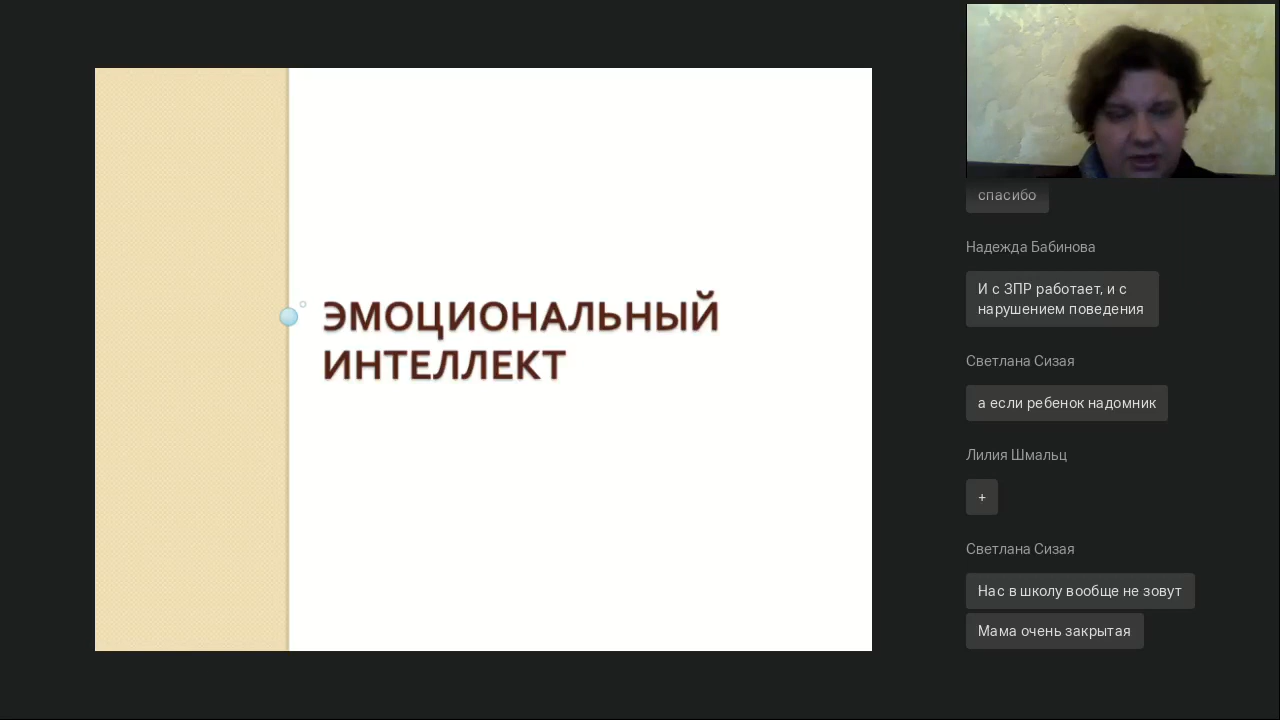 ЭМОЦИОНАЛЬНЫЙ
ИНТЕЛЛЕКТ
спасибо
Надежда Бабинова
И с ЗПР работает, и с
нарушением поведения
Светлана Сизая
а если ребенок надомник
Лилия Шмальц
+
Светлана Сизая
Нас в школу вообще не зовут
Мама очень закрытая